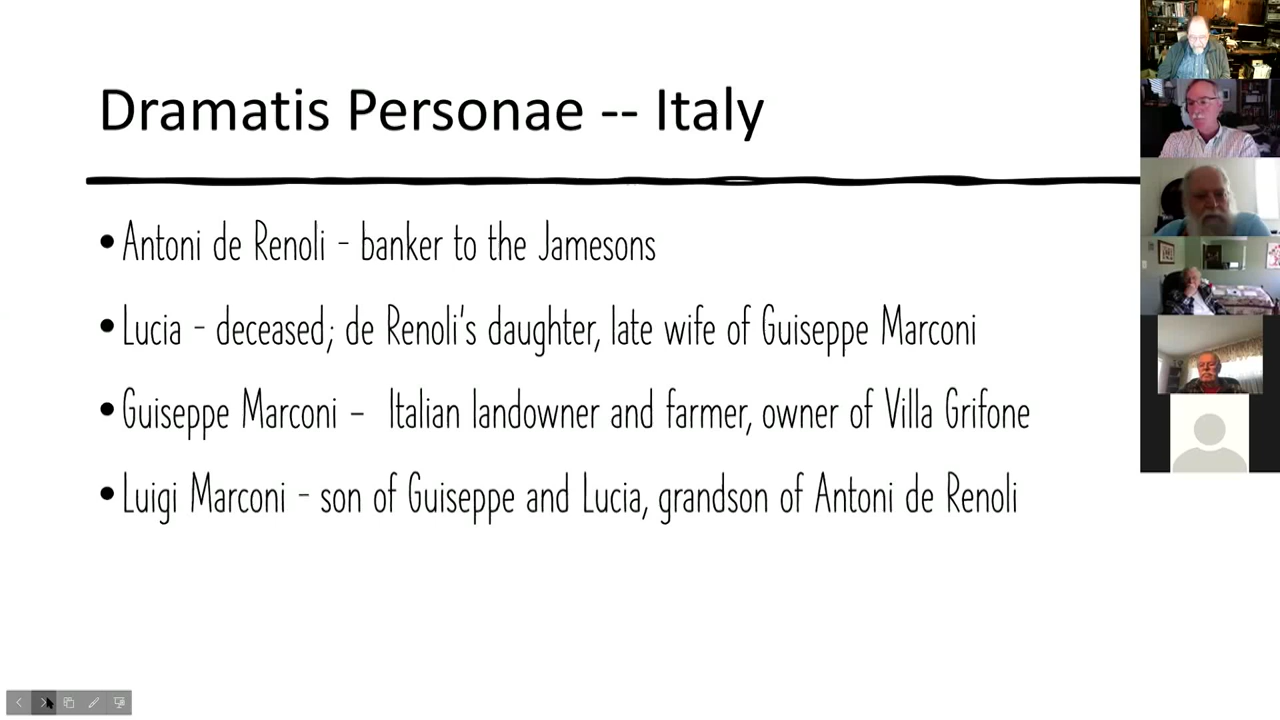 Dramatis Personae -- Italy
• Antoni de Renoli - banker to the Jamesons
• Lucia - deceased; de Renoli's daughter, late wife of Guiseppe Marconi
• Guiseppe Marconi – Italian landowner and farmer, owner of Villa Grifone
• Luigi Marconi - son of Guiseppe and Lucia, grandson of Antoni de Renoli